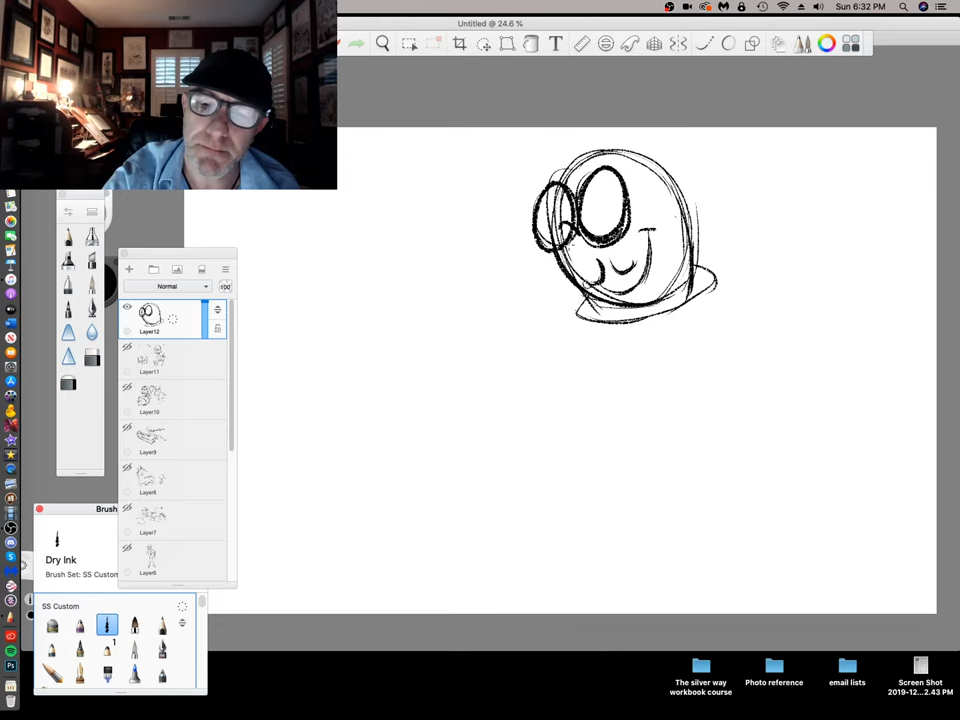 Sun 6:32 PM
Untitled @ 24.6 %
T
Normal
100
Layer12
Layer11
Layer10
Layer9
Layer8
Layer7
Layer6
Brush
Dry Ink
Brush Set: SS Custom
SS Custom
1
Ps
The silver way
workbook course
Photo reference
email lists
Screen Shot
2019-12...2.43 PM